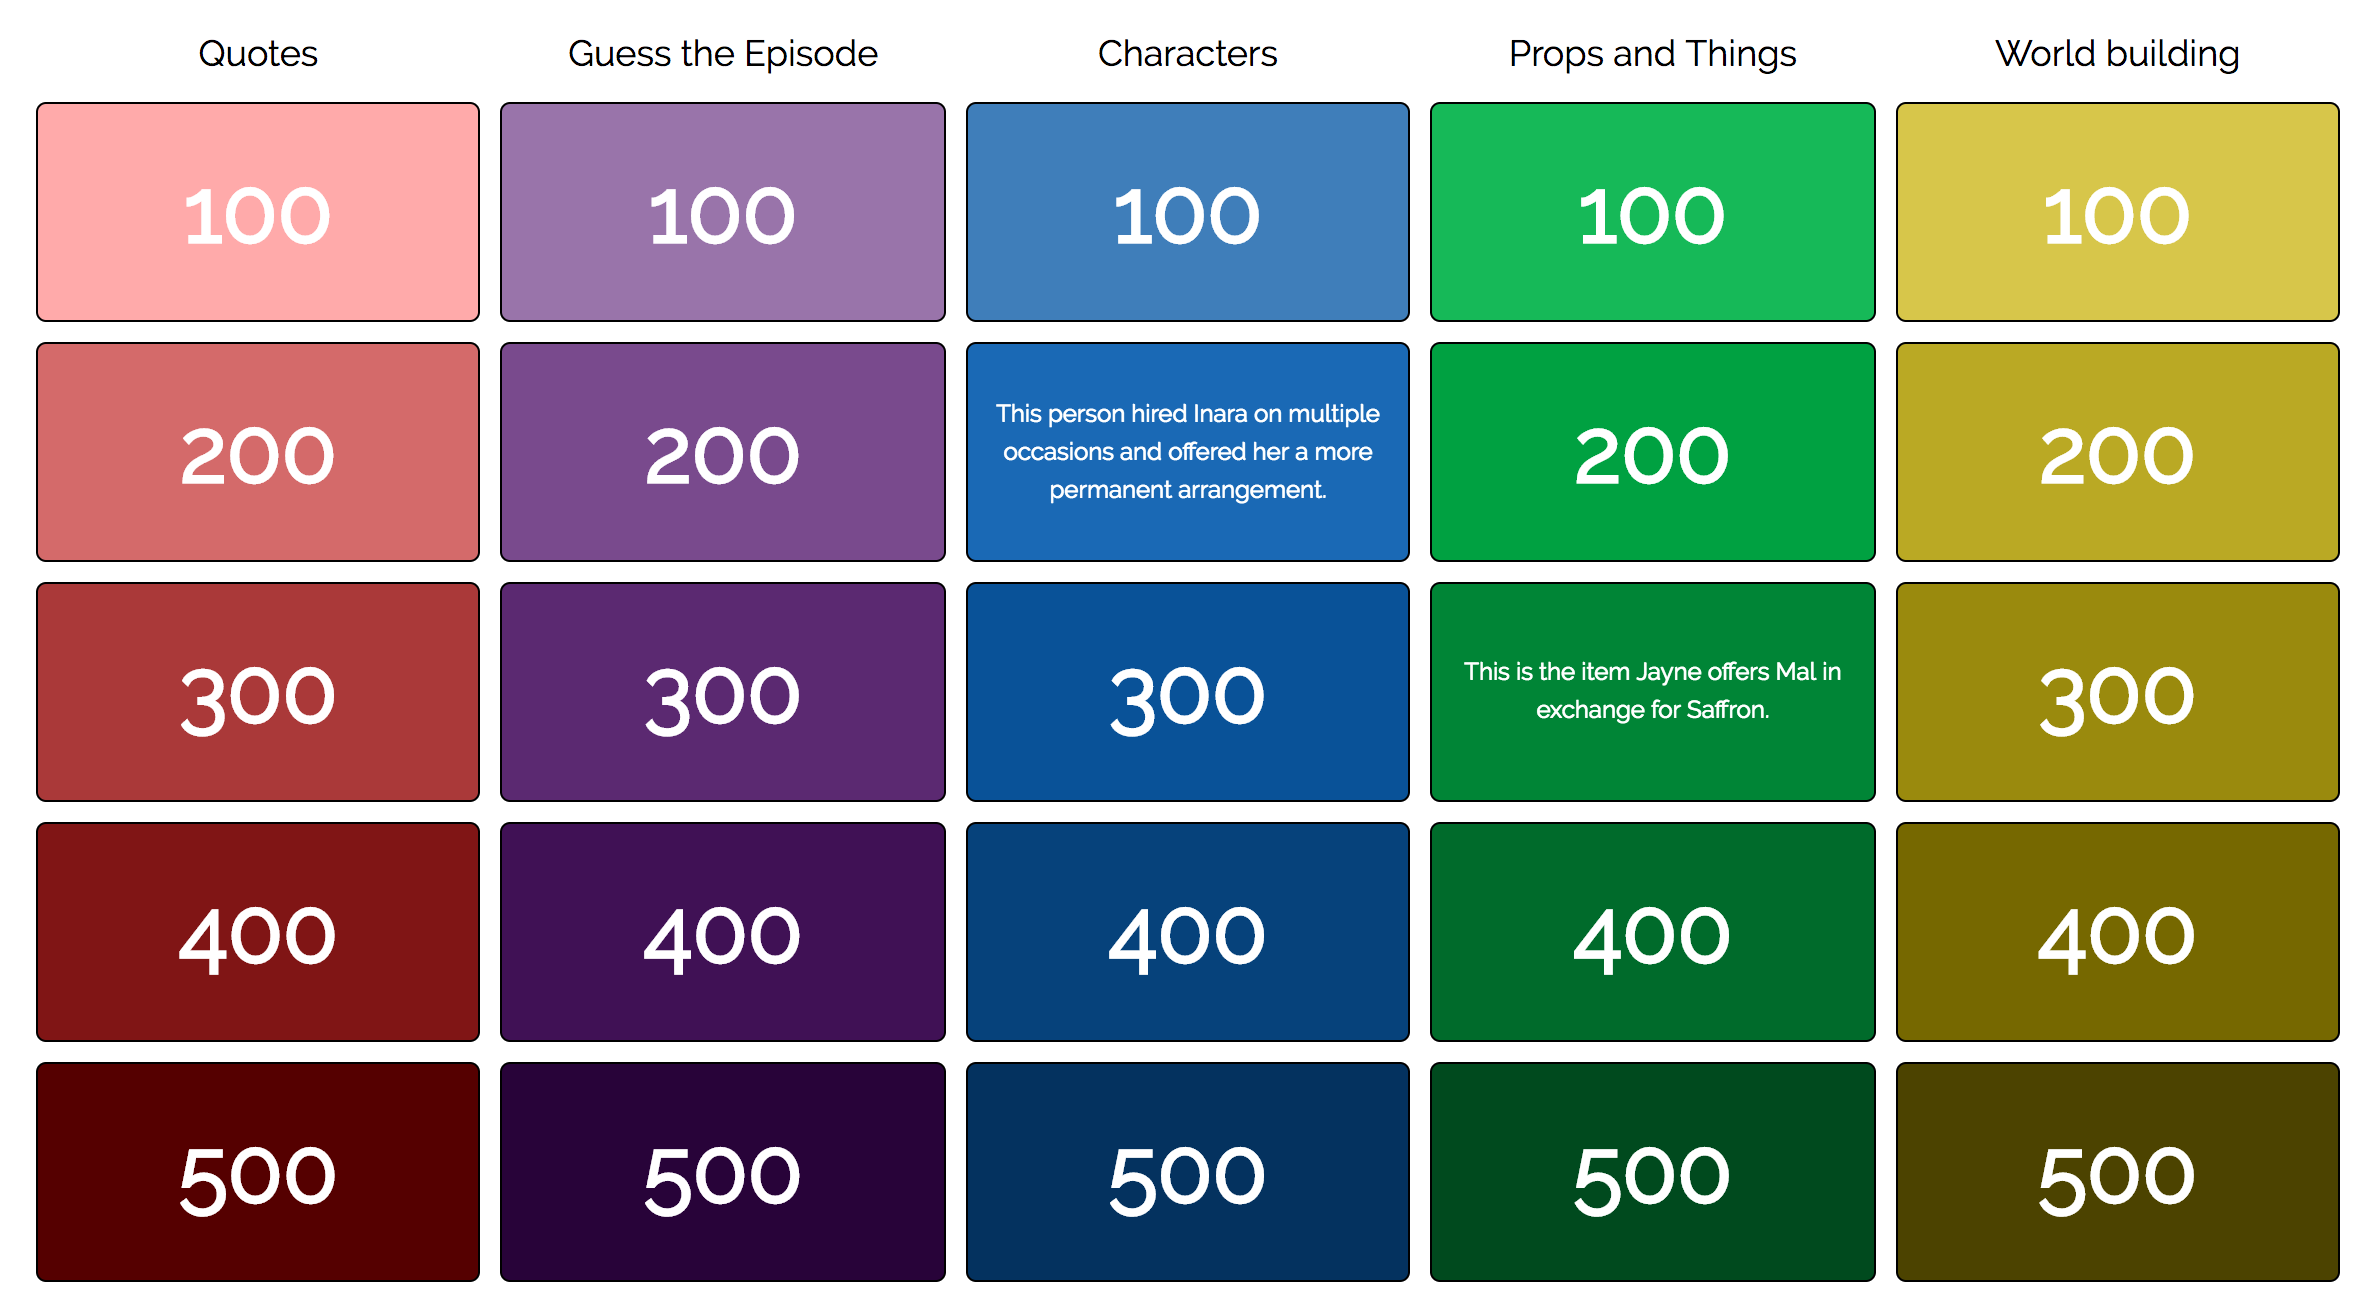 Quotes
Guess the Episode
Characters
Props and Things
World building
100
100
100
100
100
200
200
This person hired Inara on multiple
occasions and offered her a more
permanent arrangement.
200
200
300
300
300
This is the item Jayne offers Mal in
exchange for Saffron.
300
400
400
400
400
400
500
500
500
500
500